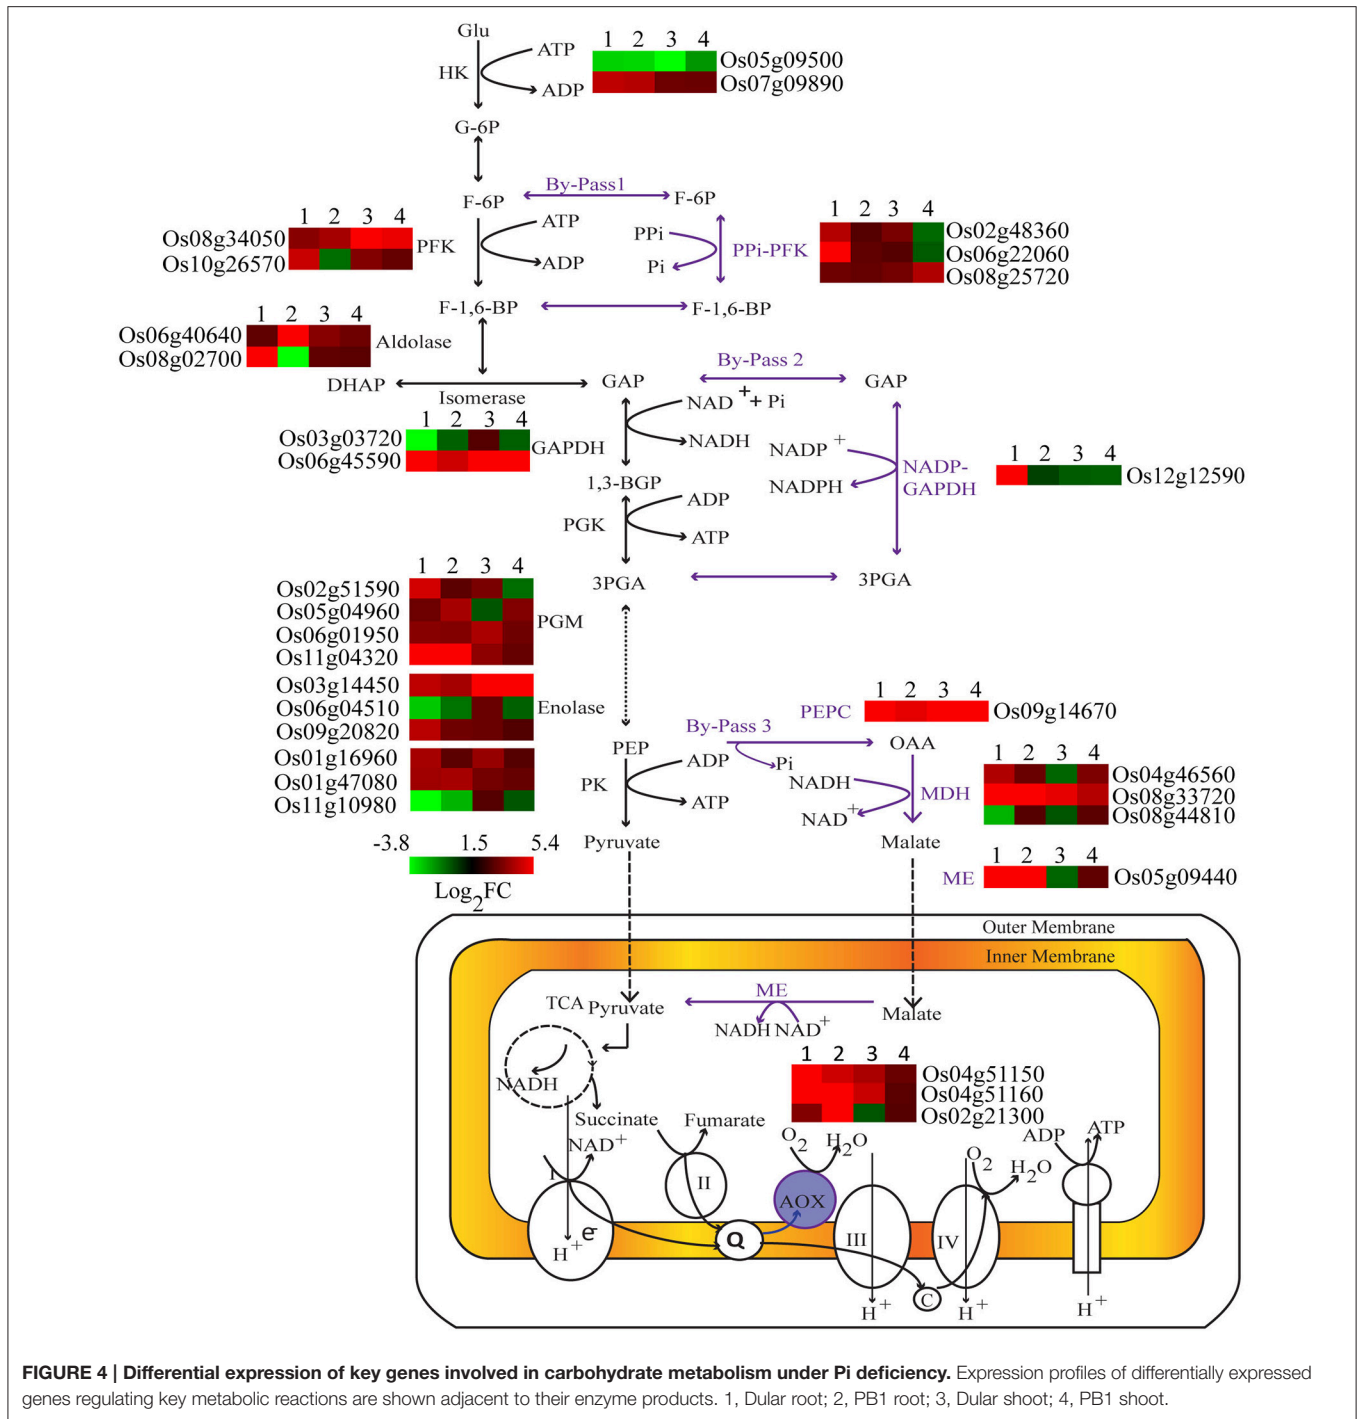 Glu
1 2 3 4
ATP
HK
ADP
Os05g09500
Os07g09890
G-6P
By-Pass1
F-6P
F-6P
1 2 3 4
Os08g34050
Os10g26570
PFK
ATP
ADP
PPi
Pi
PPi-PFK
1 2 3 4
Os02g48360
Os06g22060
Os08g25720
F-1,6-BP
F-1,6-BP
1 2 3 4
Os06g40640
Os08g02700
Aldolase
DHAP
Isomerase
GAP
By-Pass 2
GAP
1 2 3 4
Os03g03720
Os06g45590
GAPDH
NAD + + Pi
NADH
NADP +
NADPH
NADP-
GAPDH
1 2 3 4
Os12g12590
1,3-BGP
PGK
ADP
ATP
3PGA
3PGA
1 2 3 4
Os02g51590
Os05g04960
Os06g01950
Os11g04320
PGM
Os03g14450
Os06g04510
Os09g20820
Enolase
Os01g16960
Os01g47080
Os11g10980
PEP
PK
ADP
ATP
Pyruvate
By-Pass 3
Pi
PEPC
1 2 3 4
Os09g14670
OAA
NADH
NAD+
MDH
1 2 3 4
Os04g46560
Os08g33720
Os08g44810
Malate
ME
1 2 3 4
Os05g09440
-3.8 1.5 5.4
Log2FC
Outer Membrane
Inner Membrane
TCA
Pyruvate
ME
NADH NAD+
Malate
NADH
Succinate
Fumarate
NAD+
1 2 3 4
Os04g51150
Os04g51160
Os02g21300
O2
H2O
O2
H2O
ADP
ATP
I
II
AOX
III
IV
H+
e-
Q
C
H+
H+
H+
FIGURE 4 | Differential expression of key genes involved in carbohydrate metabolism under Pi deficiency. Expression profiles of differentially expressed
genes regulating key metabolic reactions are shown adjacent to their enzyme products. 1, Dular root; 2, PB1 root; 3, Dular shoot; 4, PB1 shoot.